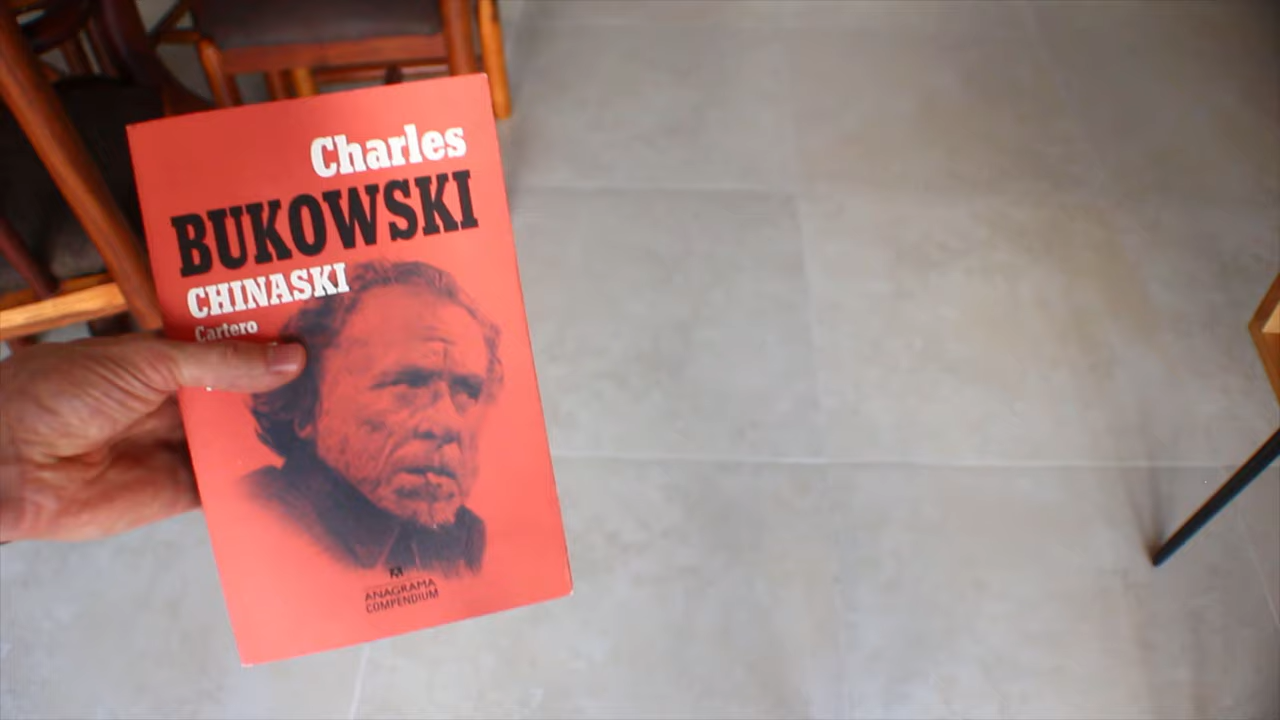 Charles
BUKOWSKI
CHINASKI
Cartero
ANAGRAMA
COMPENDIUM